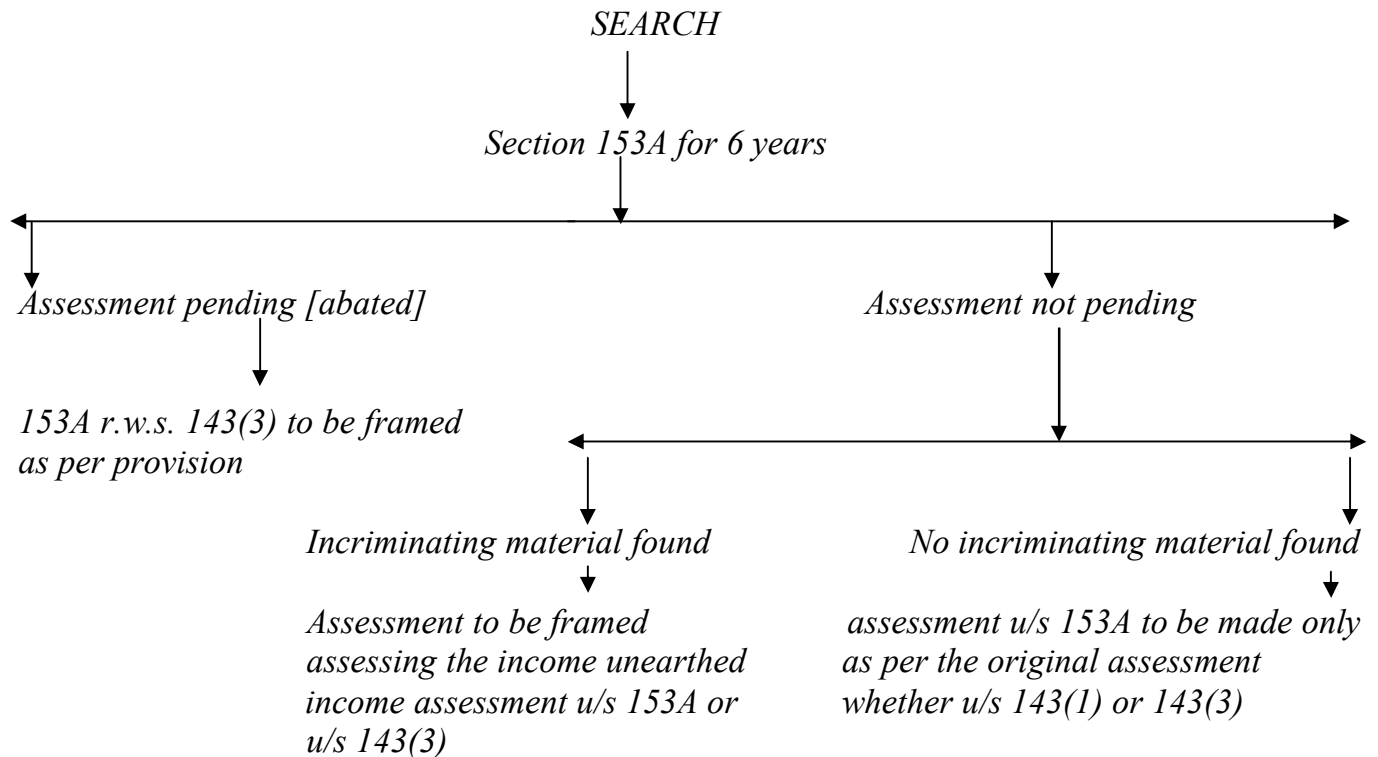 SEARCH
Section 153A for 6 years
Assessment pending [abated]
Assessment not pending
153A r.w.s. 143(3) to be framed
as per provision
Incriminating material found
No incriminating material found
Assessment to be framed
assessing the income unearthed
income assessment u/s 153A or
u/s 143(3)
assessment u/s 153A to be made only
as per the original assessment
whether u/s 143(1) or 143(3)